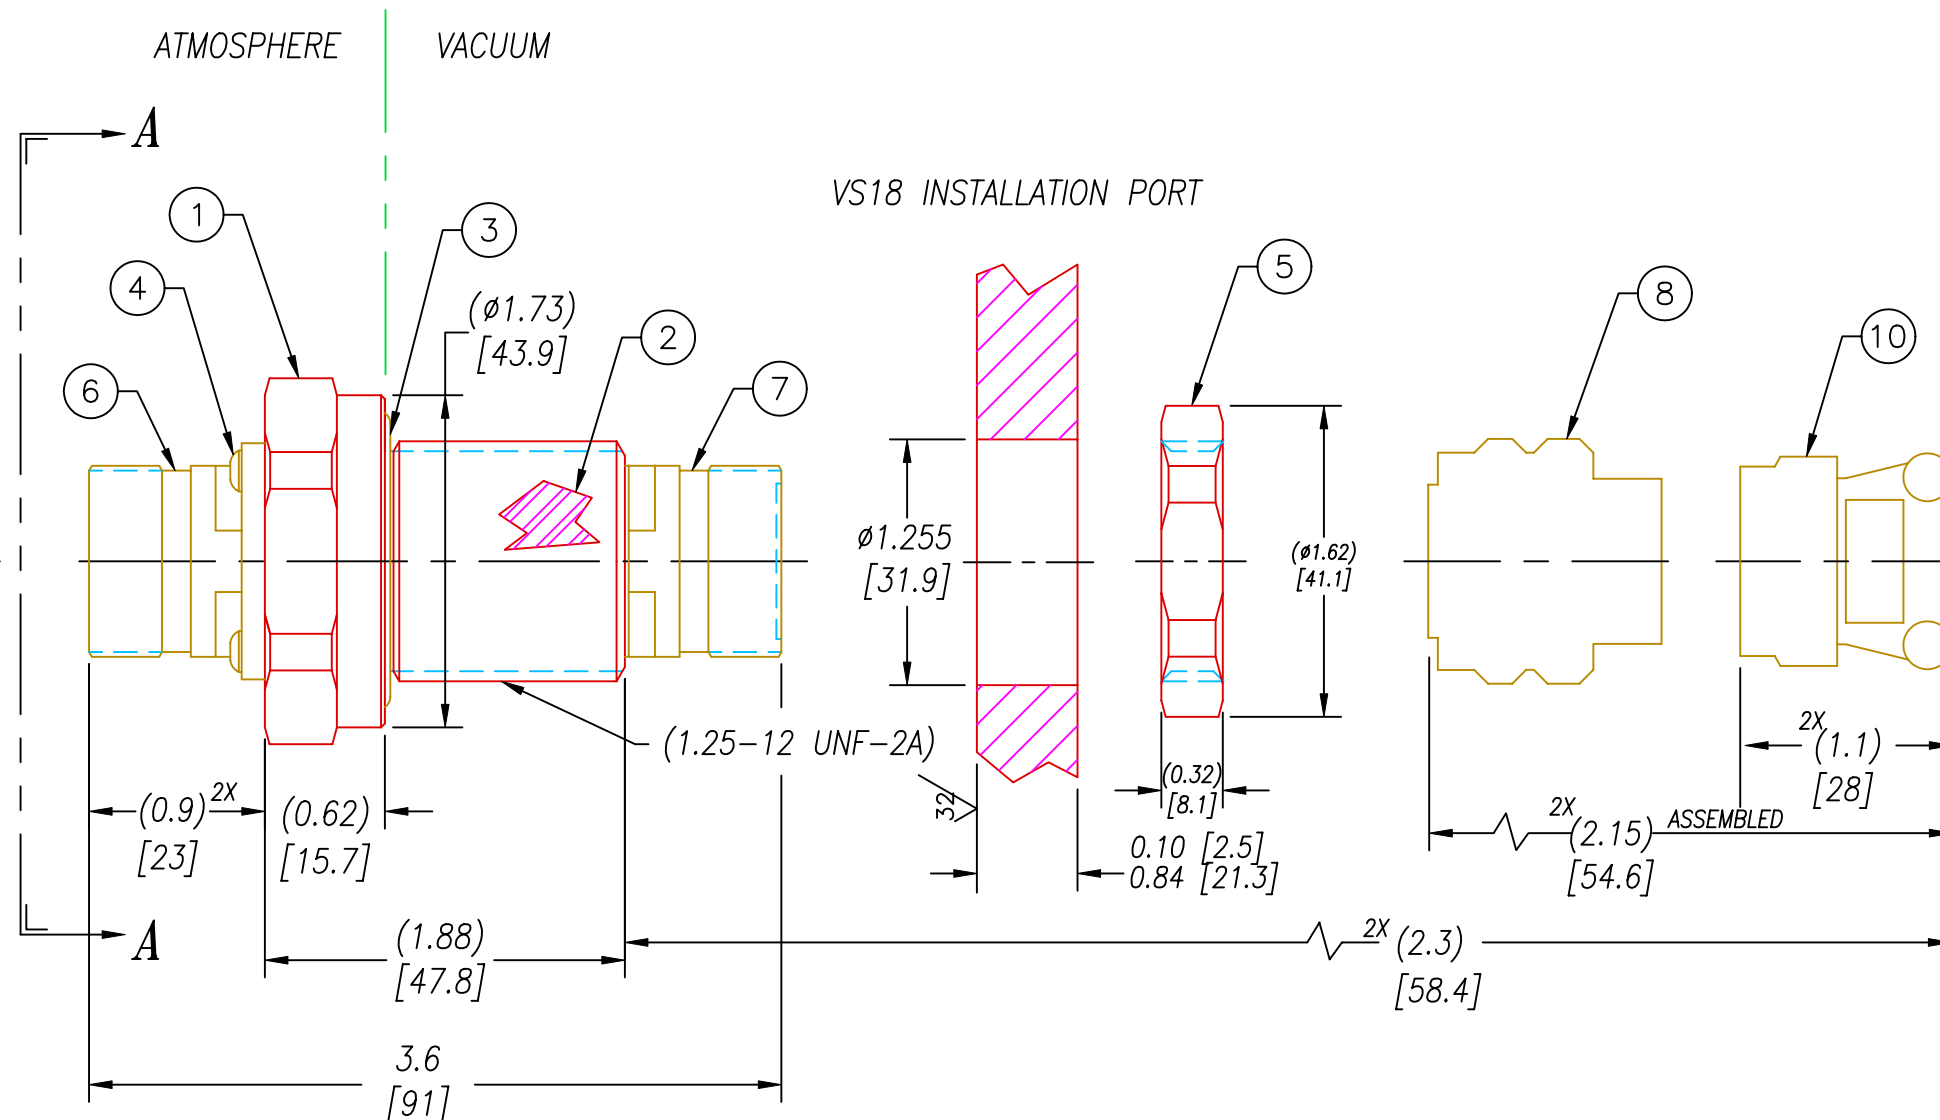 ATMOSPHERE
VACUUM
A
VS18 INSTALLATION PORT
1
3
4
5
8
(ø1.73)
[43.9]
2
10
6
7
ø1.255
[31.9]
(ø1.62)
[41.1]
(1.25-12 UNF-2A)
2X (1.1)
[28]
(0.9) 2X
[23]
(0.62)
[15.7]
32
(0.32)
[8.1]
0.10 [2.5]
0.84 [21.3]
2X (2.15) ASSEMBLED
[54.6]
A
(1.88)
[47.8]
2X (2.3)
[58.4]
3.6
[91]